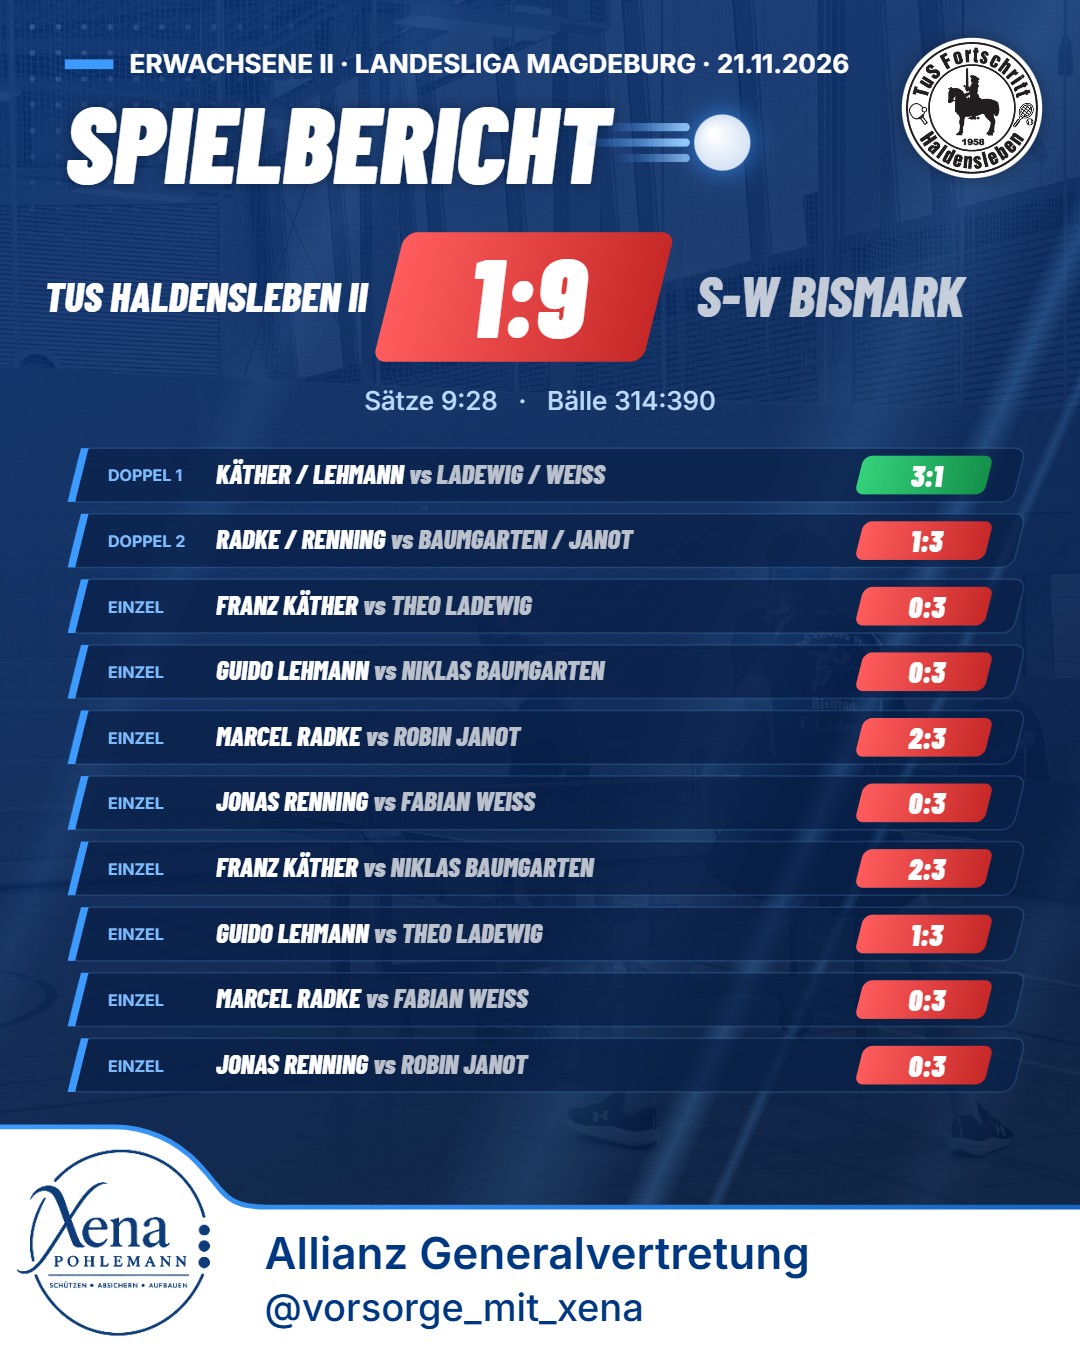 ERWACHSENE II · LANDESLIGA MAGDEBURG · 21.11.2026
SPIELBERICHT
TuS Fortschritt
1958
Haldensleben
TUS HALDENSLEBEN II
1:9
S-W BISMARK
Sätze 9:28 · Bälle 314:390
DOPPEL 1 KÄTHER / LEHMANN vs LADEWIG / WEISS 3:1
DOPPEL 2 RADKE / RENNING vs BAUMGARTEN / JANOT 1:3
EINZEL FRANZ KÄTHER vs THEO LADEWIG 0:3
EINZEL GUIDO LEHMANN vs NIKLAS BAUMGARTEN 0:3
EINZEL MARCEL RADKE vs ROBIN JANOT 2:3
EINZEL JONAS RENNING vs FABIAN WEISS 0:3
EINZEL FRANZ KÄTHER vs NIKLAS BAUMGARTEN 2:3
EINZEL GUIDO LEHMANN vs THEO LADEWIG 1:3
EINZEL MARCEL RADKE vs FABIAN WEISS 0:3
EINZEL JONAS RENNING vs ROBIN JANOT 0:3
Xena
POHLEMANN
SCHÜTZEN • ABSICHERN • AUFBAUEN
Allianz Generalvertretung
@vorsorge_mit_xena